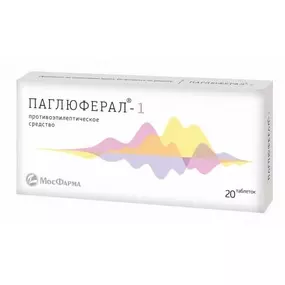 ПАГЛЮФЕРАЛ®-1
противоэпилептическое
средство
МосФарма
20 таблеток